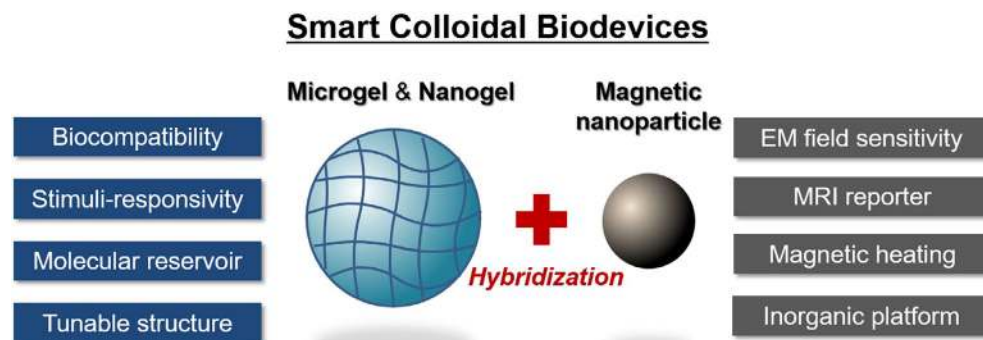 Smart Colloidal Biodevices
Microgel & Nanogel
Magnetic
nanoparticle
Biocompatibility
Stimuli-responsivity
Molecular reservoir
Tunable structure
Hybridization
EM field sensitivity
MRI reporter
Magnetic heating
Inorganic platform